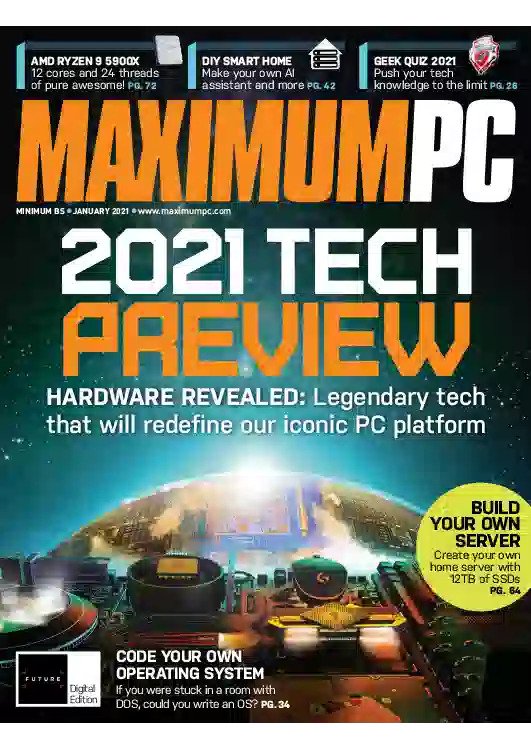 AMD RYZEN 9 5900X
12 cores and 24 threads
of pure awesome! PG. 72
DIY SMART HOME
Make your own AI
assistant and more PG. 42
GEEK QUIZ 2021
Push your tech
knowledge to the limit PG. 26
MAXIMUMPC
MINIMUM BS • JANUARY 2021 • www.maximumpc.com
2021 TECH
PREVIEW
HARDWARE REVEALED: Legendary tech
that will redefine our iconic PC platform
BUILD
YOUR OWN
SERVER
Create your own
home server with
12TB of SSDs
PG. 64
FUTURE
Digital
Edition
CODE YOUR OWN
OPERATING SYSTEM
If you were stuck in a room with
DOS, could you write an OS? PG. 34